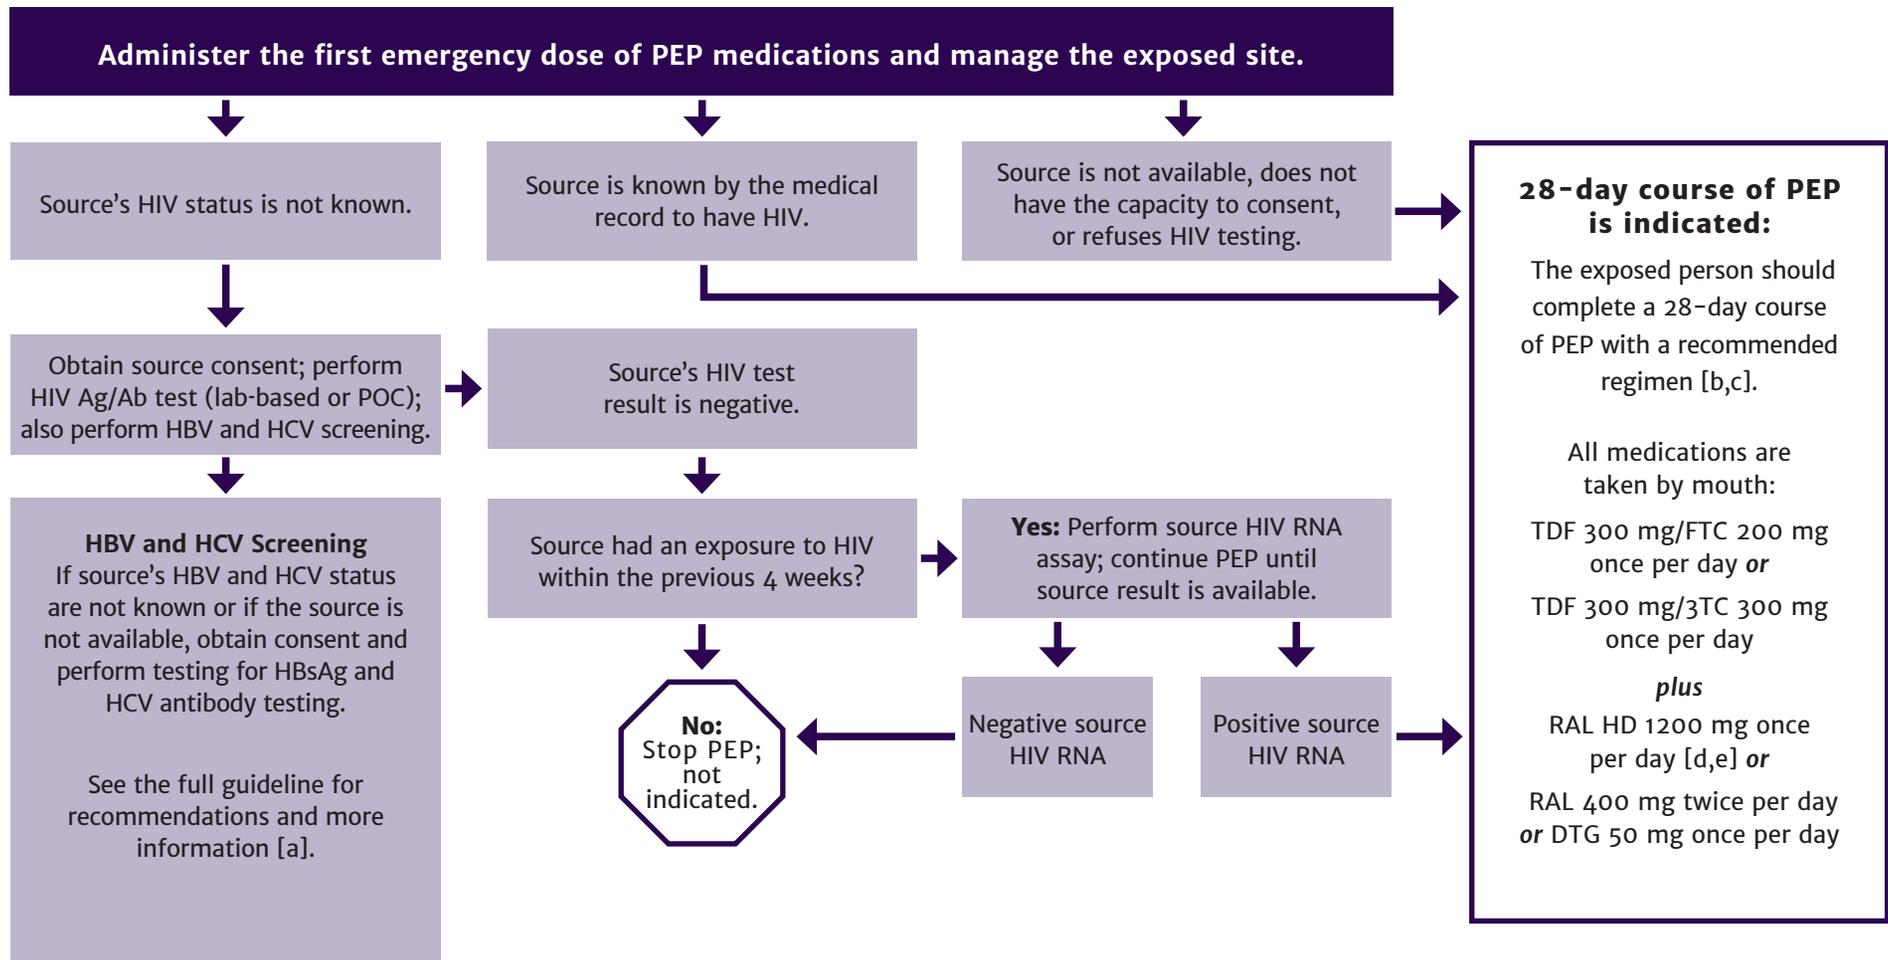 Administer the first emergency dose of PEP medications and manage the exposed site.
Source's HIV status is not known.
Source is known by the medical
record to have HIV.
Source is not available, does not
have the capacity to consent,
or refuses HIV testing.
Obtain source consent; perform
HIV Ag/Ab test (lab-based or POC);
also perform HBV and HCV screening.
Source's HIV test
result is negative.
HBV and HCV Screening
If source's HBV and HCV status
are not known or if the source is
not available, obtain consent and
perform testing for HBsAg and
HCV antibody testing.
See the full guideline for
recommendations and more
information [a].
Source had an exposure to HIV
within the previous 4 weeks?
Yes: Perform source HIV RNA
assay; continue PEP until
source result is available.
No:
Stop PEP;
not
indicated.
Negative source
HIV RNA
Positive source
HIV RNA
28-day course of PEP
is indicated:
The exposed person should
complete a 28-day course
of PEP with a recommended
regimen [b,c].
All medications are
taken by mouth:
TDF 300 mg/FTC 200 mg
once per day or
TDF 300 mg/3TC 300 mg
once per day
plus
RAL HD 1200 mg once
per day [d,e] or
RAL 400 mg twice per day
or DTG 50 mg once per day